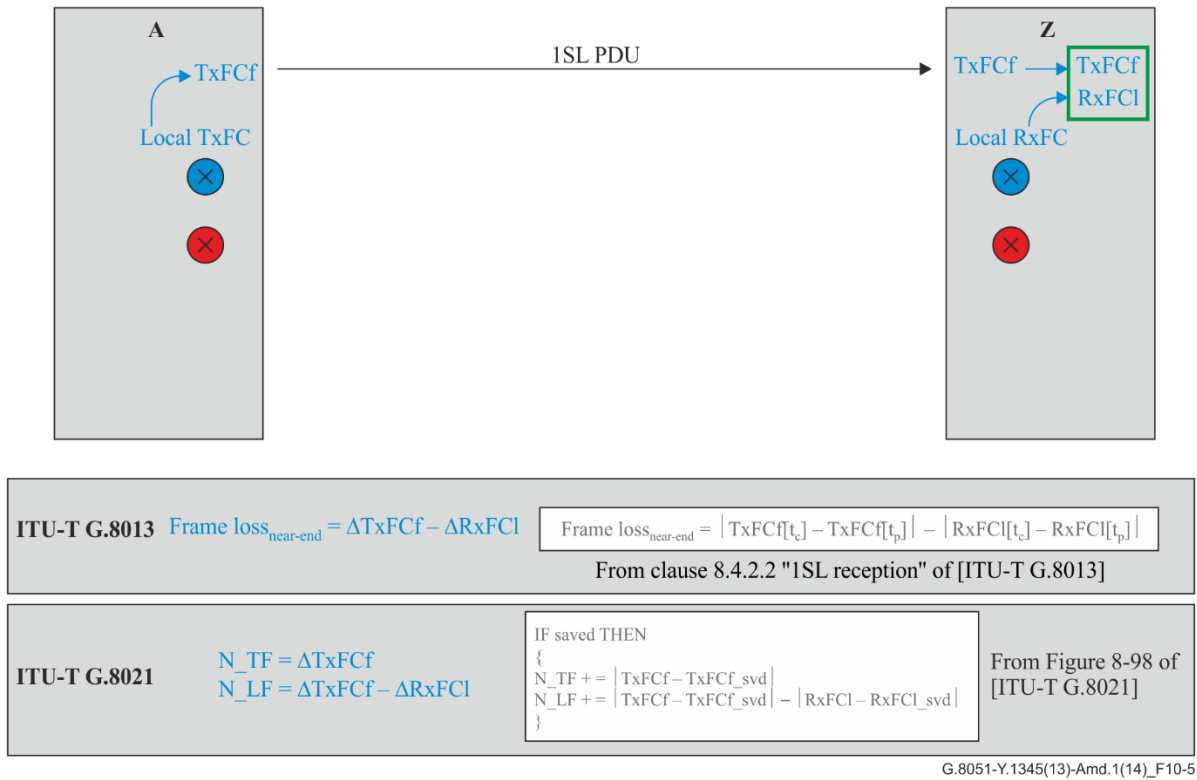 A
Z
1SL PDU
TxFCf
TxFCf
TxFCf
RxFCl
Local TxFC
Local RxFC
ITU-T G.8013
Frame loss_near-end = ΔTxFCf – ΔRxFCl
Frame loss_near-end = |TxFCf[t_c] – TxFCf[t_p]| – |RxFCl[t_c] – RxFCl[t_p]|
From clause 8.4.2.2 "1SL reception" of [ITU-T G.8013]
ITU-T G.8021
N_TF = ΔTxFCf
N_LF = ΔTxFCf – ΔRxFCl
IF saved THEN
{
N_TF + = |TxFCf – TxFCf_svd|
N_LF + = |TxFCf – TxFCf_svd| – |RxFCl – RxFCl_svd|
}
From Figure 8-98 of
[ITU-T G.8021]
G.8051-Y.1345(13)-Amd.1(14)_F10-5